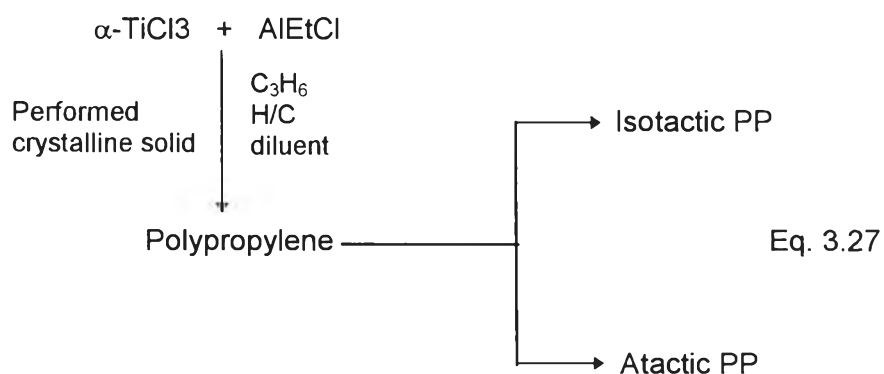 α-TiCl3 + AlEtCl
C₃H₆
Performed H/C
crystalline solid diluent
Isotactic PP
Polypropylene
Eq. 3.27
Atactic PP